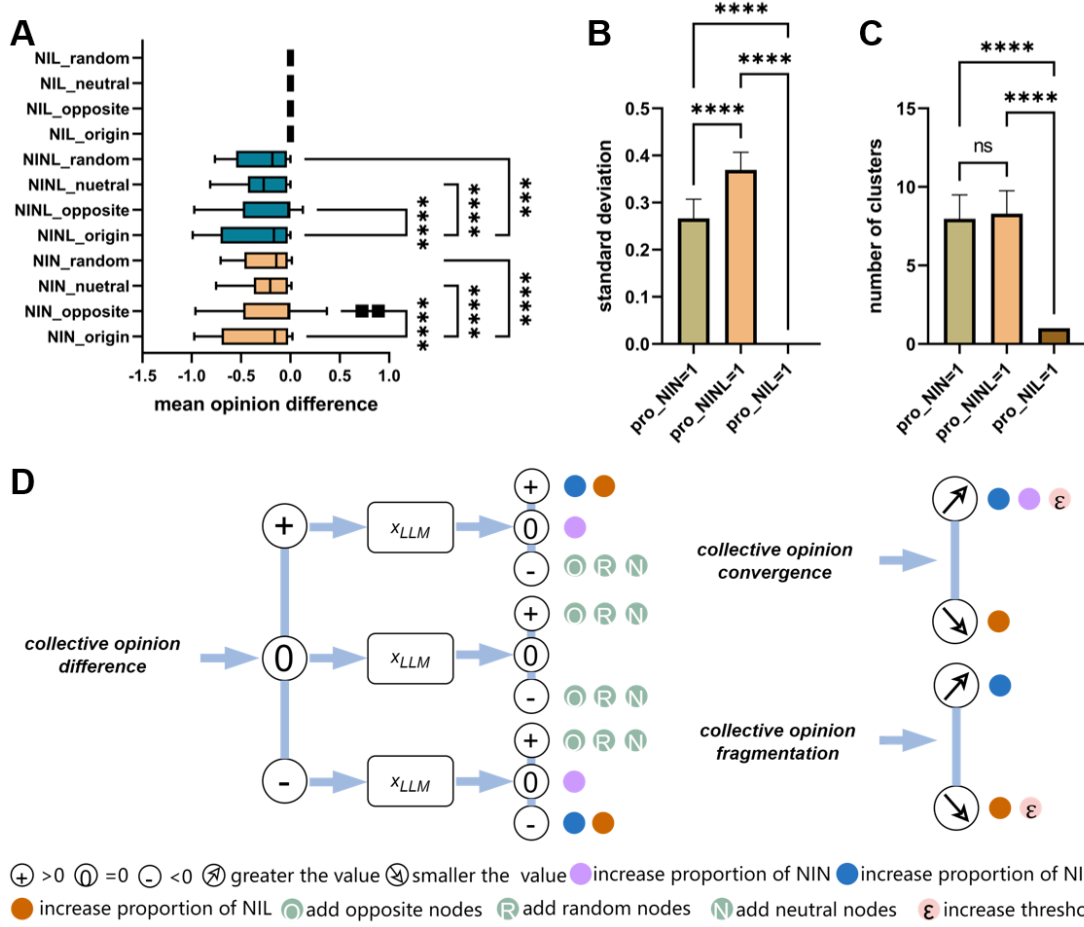 A
NIL_random
NIL_neutral
NIL_opposite
NIL_origin
NINL_random
NINL_nuetral
NINL_opposite
NINL_origin
NIN_random
NIN_nuetral
NIN_opposite
NIN_origin
***
****
****
****
****
****
-1.5 -1.0 -0.5 0.0 0.5 1.0
mean opinion difference
B
****
****
****
standard deviation
0.5
0.4
0.3
0.2
0.1
0.0
pro_NIN=1
pro_NINL=1
pro_NIL=1
C
****
****
ns
number of clusters
15
10
5
0
pro_NIN=1
pro_NINL=1
pro_NIL=1
D
collective opinion
difference
+
0
-
xLLM
xLLM
xLLM
+
0
-
O R N
+
O R N
0
-
O R N
+
O R N
0
-
collective opinion
convergence
ε
collective opinion
fragmentation
ε
+ >0 0 =0 - <0 greater the value smaller the value increase proportion of NIN increase proportion of NI
increase proportion of NIL O add opposite nodes R add random nodes N add neutral nodes ε increase thresho